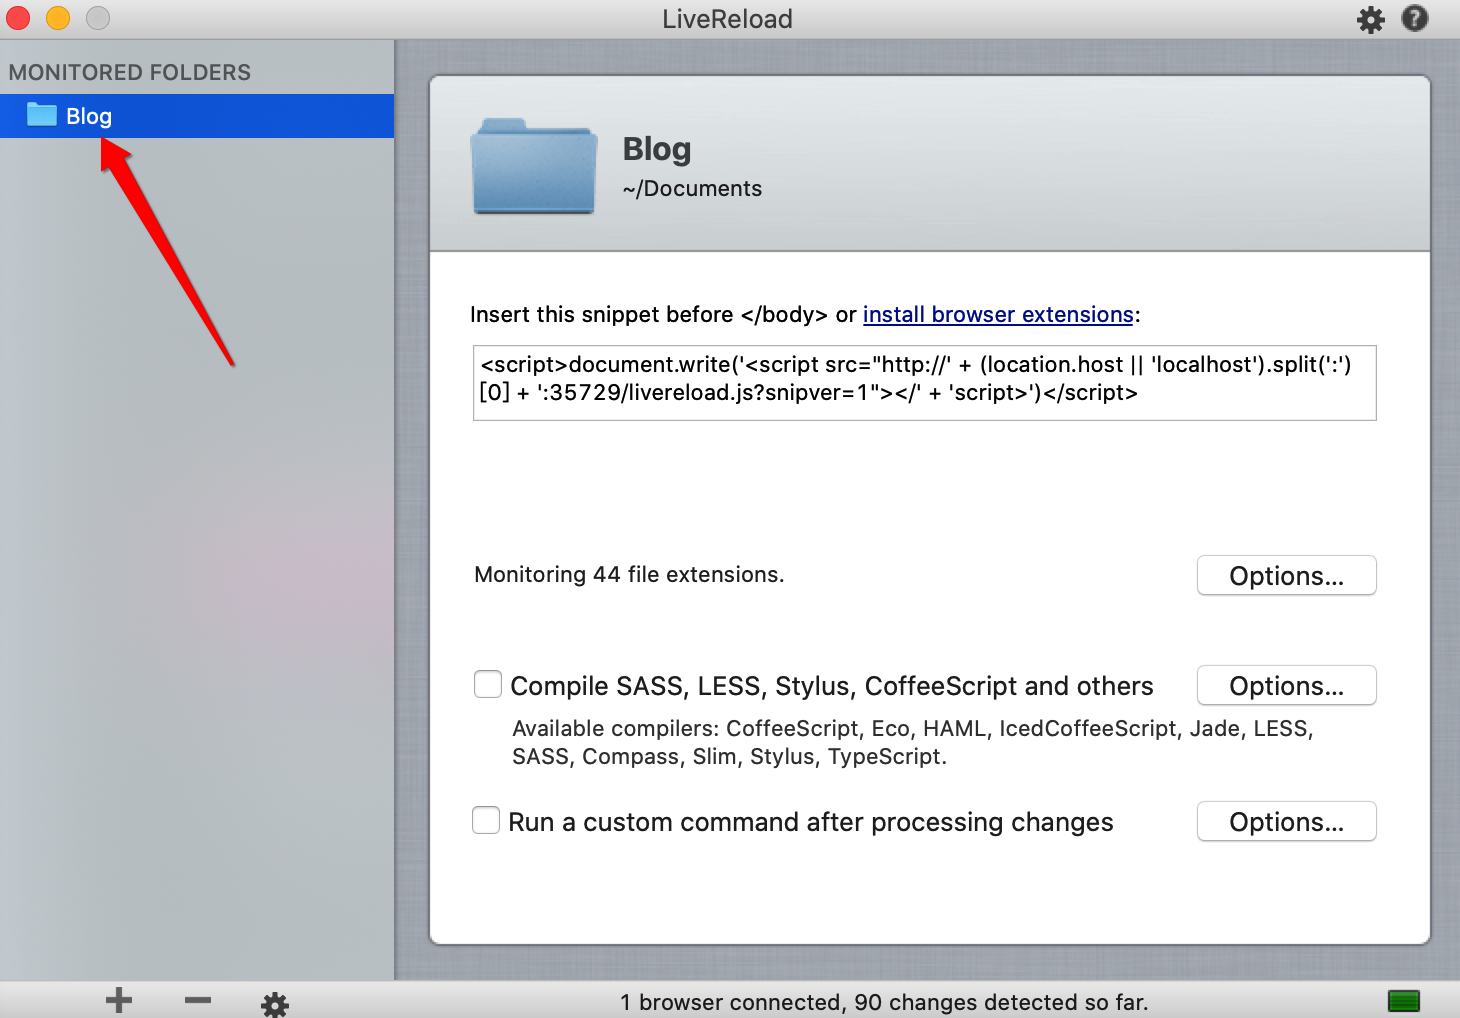 LiveReload
MONITORED FOLDERS
Blog
Blog
~/Documents
Insert this snippet before </body> or install browser extensions:
<script>document.write('<script src="http://' + (location.host || 'localhost').split(':')
[0] + ':35729/livereload.js?snipver=1"></' + 'script>')</script>
Monitoring 44 file extensions.
Options...
Compile SASS, LESS, Stylus, CoffeeScript and others
Options...
Available compilers: CoffeeScript, Eco, HAML, IcedCoffeeScript, Jade, LESS,
SASS, Compass, Slim, Stylus, TypeScript.
Run a custom command after processing changes
Options...
1 browser connected, 90 changes detected so far.